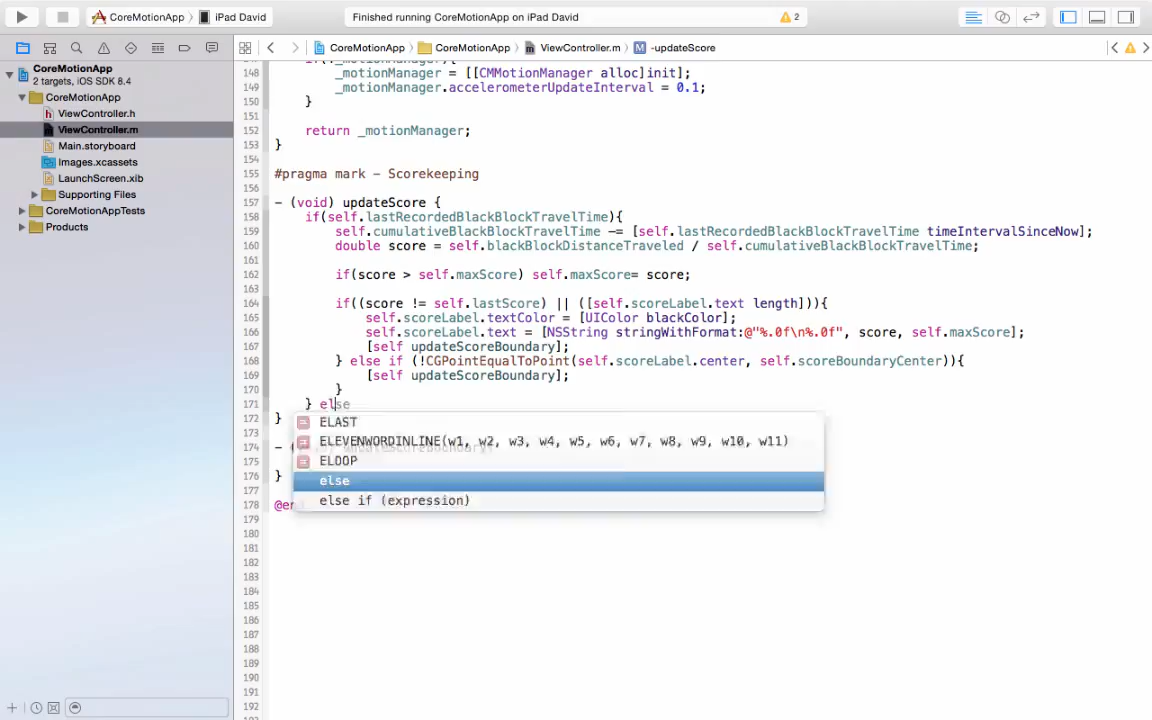 CoreMotionApp iPad David
Finished running CoreMotionApp on iPad David
2
CoreMotionApp CoreMotionApp ViewController.m M -updateScore
CoreMotionApp
2 targets, iOS SDK 8.4
CoreMotionApp
ViewController.h
ViewController.m
Main.storyboard
Images.xcassets
LaunchScreen.xib
Supporting Files
CoreMotionAppTests
Products
148 _motionManager = [[CMMotionManager alloc]init];
149 _motionManager.accelerometerUpdateInterval = 0.1;
150 }
151
152 return _motionManager;
153 }
154
155 #pragma mark - Scorekeeping
156
157 - (void) updateScore {
158 if(self.lastRecordedBlackBlockTravelTime){
159 self.cumulativeBlackBlockTravelTime -= [self.lastRecordedBlackBlockTravelTime timeIntervalSinceNow];
160 double score = self.blackBlockDistanceTraveled / self.cumulativeBlackBlockTravelTime;
161
162 if(score > self.maxScore) self.maxScore= score;
163
164 if((score != self.lastScore) || ([self.scoreLabel.text length])){
165 self.scoreLabel.textColor = [UIColor blackColor];
166 self.scoreLabel.text = [NSString stringWithFormat:@"%.0f\n%.0f", score, self.maxScore];
167 [self updateScoreBoundary];
168 } else if (!CGPointEqualToPoint(self.scoreLabel.center, self.scoreBoundaryCenter)){
169 [self updateScoreBoundary];
170 }
171 } else
172 }
ELAST
ELEVENWORDINLINE(w1, w2, w3, w4, w5, w6, w7, w8, w9, w10, w11)
ELOOP
else
else if (expression)
173
174 - (
175
176 }
177
178 @en
179
180
181
182
183
184
185
186
187
188
189
190
191
192